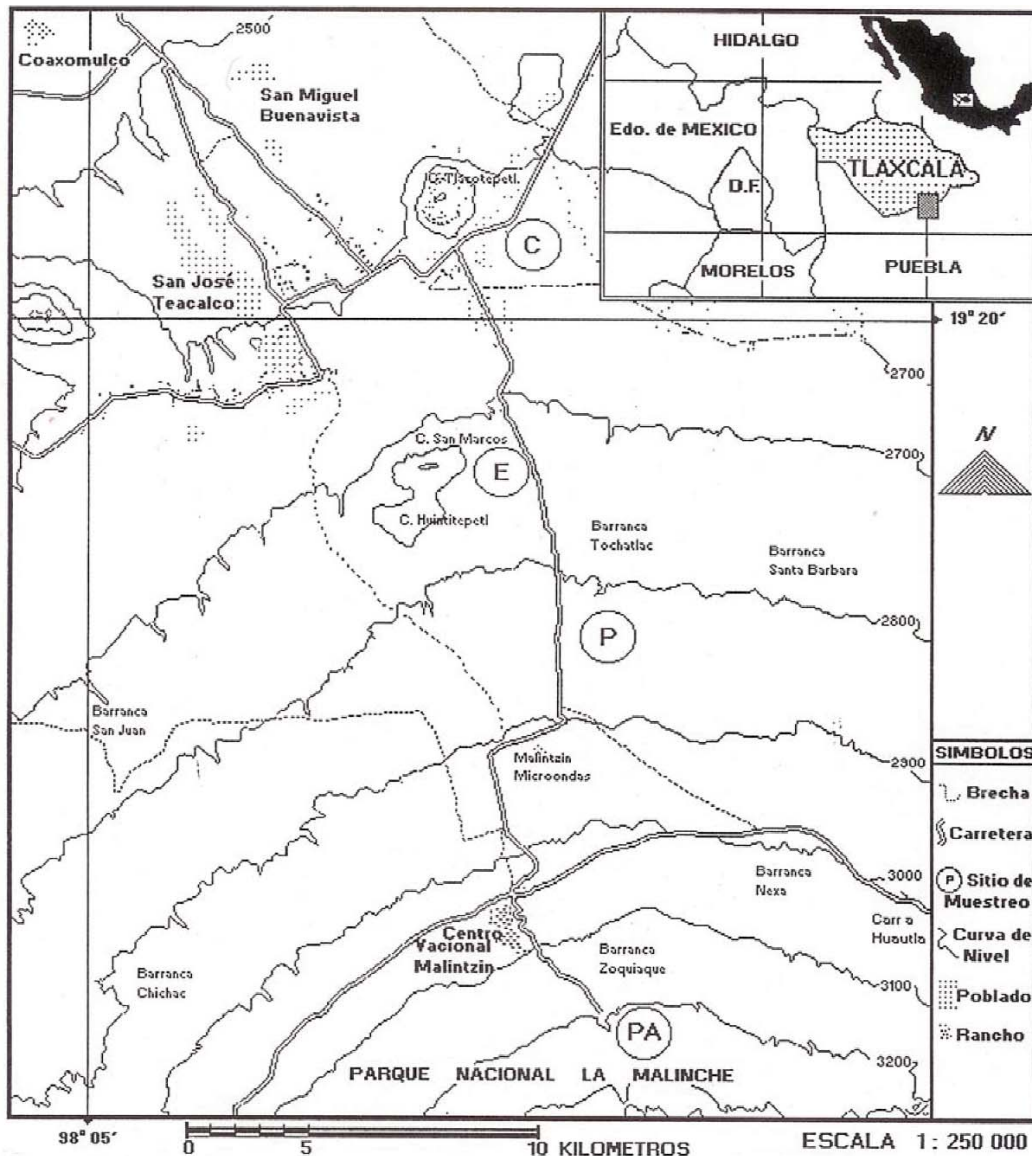 Coaxomulco
2500
San Miguel
Buenavista
C. Tlacotepetl.
C
San José
Teacalco
HIDALGO
Edo. de MEXICO
TLAXCALA
D.F.
MORELOS
PUEBLA
19° 20′
2700
N
C. San Marcos
E
2700
C. Huintitepetl
Barranca
Tochatlac
Barranca
Santa Barbara
2800
P
Barranca
San Juan
Malintzin
Microondas
2900
SIMBOLOS
Brecha
Carretera
P Sitio de
Muestreo
Curva de
Nivel
Poblado
Rancho
Barranca
Nexa
3000
Carr a
Huautla
Centro
Vacional
Malintzin
Barranca
Zoquiaque
Barranca
Chichac
3100
PA
3200
PARQUE NACIONAL LA MALINCHE
98° 05′
0 5 10 KILOMETROS
ESCALA 1: 250 000